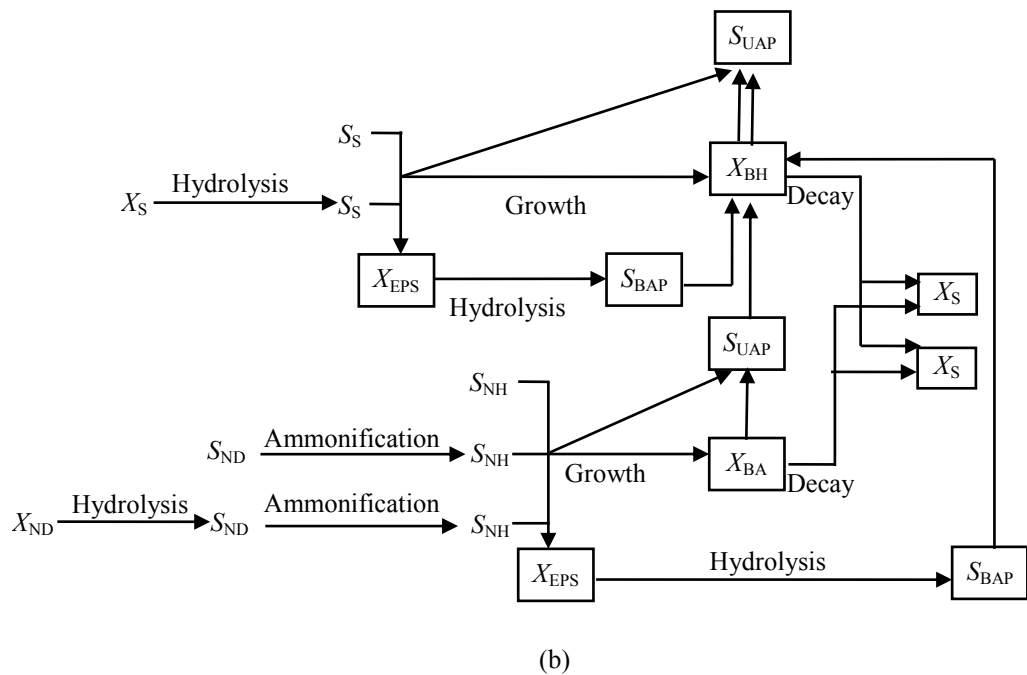 S_UAP
S_S
X_BH
Hydrolysis
Decay
X_S
S_S
Growth
X_EPS
S_BAP
Hydrolysis
X_S
S_UAP
X_S
S_NH
Ammonification
S_ND
S_NH
X_BA
Growth
Decay
Hydrolysis
Ammonification
X_ND
S_ND
S_NH
Hydrolysis
X_EPS
S_BAP
(b)